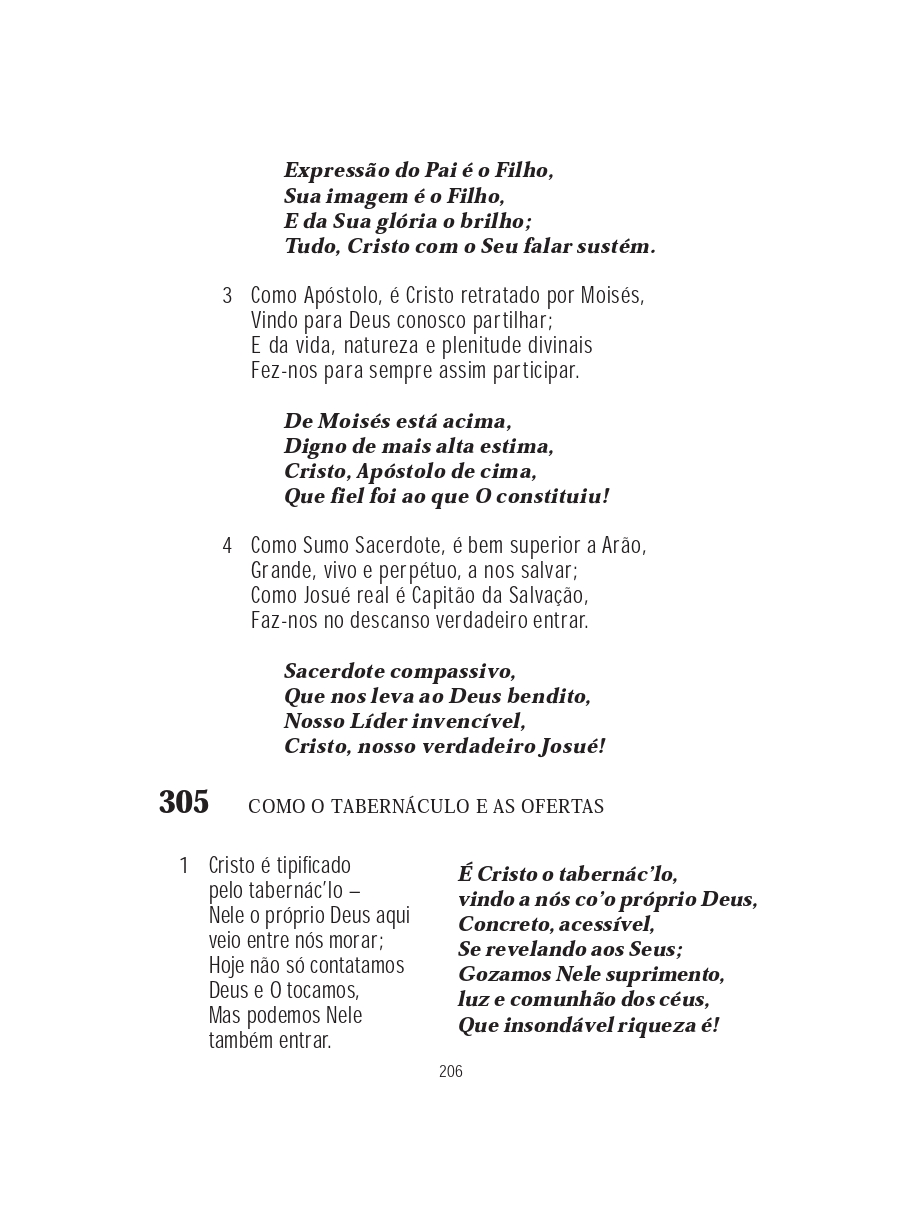 Expressão do Pai é o Filho,
Sua imagem é o Filho,
E da Sua glória o brilho;
Tudo, Cristo com o Seu falar sustém.
3 Como Apóstolo, é Cristo retratado por Moisés,
Vindo para Deus conosco partilhar;
E da vida, natureza e plenitude divinais
Fez-nos para sempre assim participar.
De Moisés está acima,
Digno de mais alta estima,
Cristo, Apóstolo de cima,
Que fiel foi ao que O constituiu!
4 Como Sumo Sacerdote, é bem superior a Arão,
Grande, vivo e perpétuo, a nos salvar;
Como Josué real é Capitão da Salvação,
Faz-nos no descanso verdadeiro entrar.
Sacerdote compassivo,
Que nos leva ao Deus bendito,
Nosso Líder invencível,
Cristo, nosso verdadeiro Josué!
305 COMO O TABERNÁCULO E AS OFERTAS
1 Cristo é tipificado
pelo tabernác’lo –
Nele o próprio Deus aqui
veio entre nós morar;
Hoje não só contatamos
Deus e O tocamos,
Mas podemos Nele
também entrar.
É Cristo o tabernác’lo,
vindo a nós co’o próprio Deus,
Concreto, acessível,
Se revelando aos Seus;
Gozamos Nele suprimento,
luz e comunhão dos céus,
Que insondável riqueza é!
206